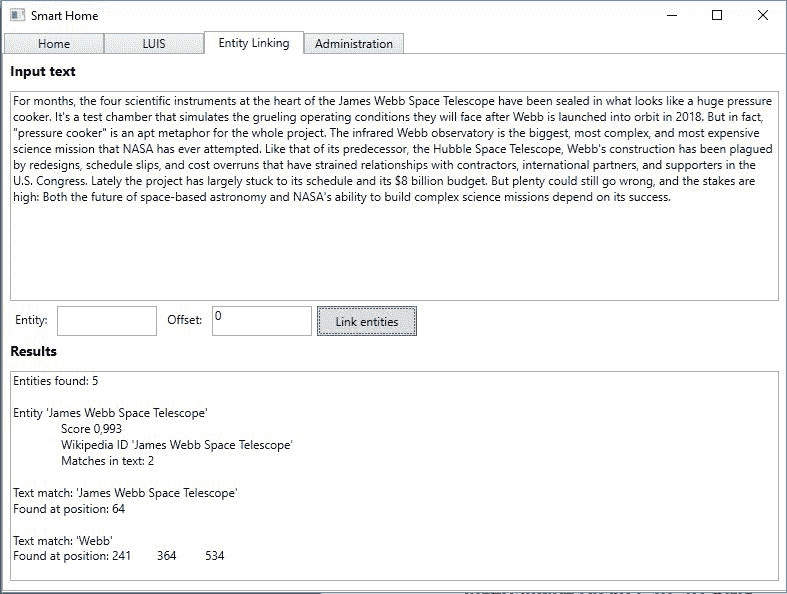 Smart Home
Home LUIS Entity Linking Administration
Input text
For months, the four scientific instruments at the heart of the James Webb Space Telescope have been sealed in what looks like a huge pressure
cooker. It's a test chamber that simulates the grueling operating conditions they will face after Webb is launched into orbit in 2018. But in fact,
"pressure cooker" is an apt metaphor for the whole project. The infrared Webb observatory is the biggest, most complex, and most expensive
science mission that NASA has ever attempted. Like that of its predecessor, the Hubble Space Telescope, Webb's construction has been plagued
by redesigns, schedule slips, and cost overruns that have strained relationships with contractors, international partners, and supporters in the
U.S. Congress. Lately the project has largely stuck to its schedule and its $8 billion budget. But plenty could still go wrong, and the stakes are
high: Both the future of space-based astronomy and NASA's ability to build complex science missions depend on its success.
Entity: Offset: 0 Link entities
Results
Entities found: 5
Entity 'James Webb Space Telescope'
Score 0,993
Wikipedia ID 'James Webb Space Telescope'
Matches in text: 2
Text match: 'James Webb Space Telescope'
Found at position: 64
Text match: 'Webb'
Found at position: 241 364 534